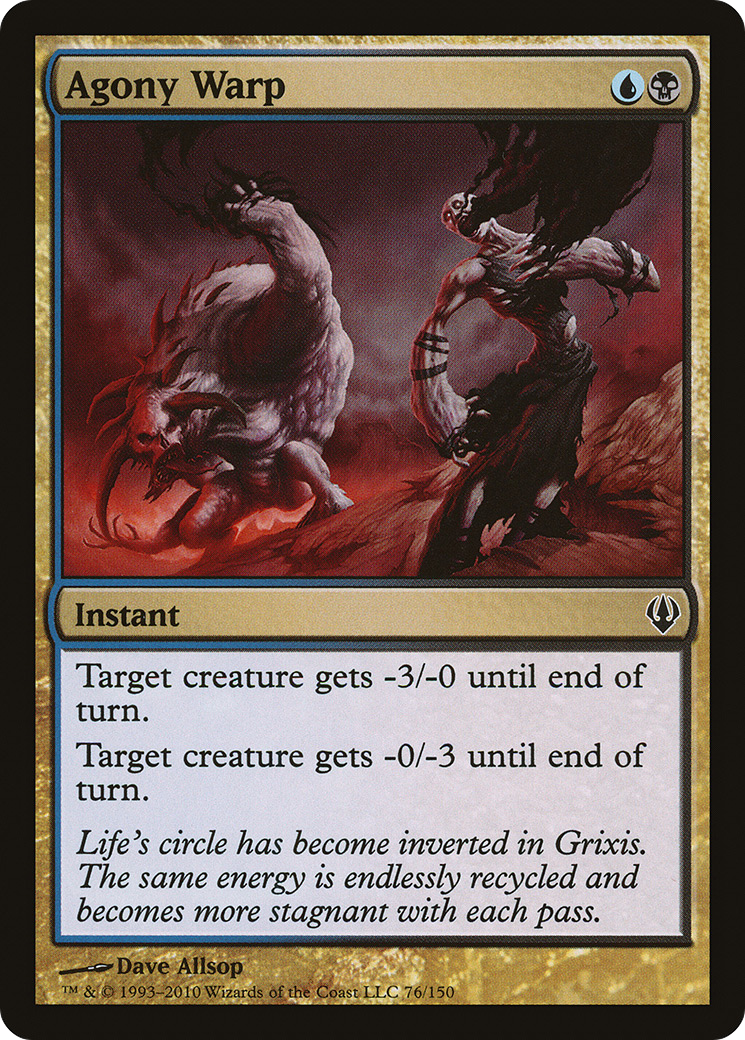 Agony Warp
Instant
Target creature gets -3/-0 until end of
turn.
Target creature gets -0/-3 until end of
turn.
Life's circle has become inverted in Grixis.
The same energy is endlessly recycled and
becomes more stagnant with each pass.
Dave Allsop
™ & © 1993–2010 Wizards of the Coast LLC 76/150